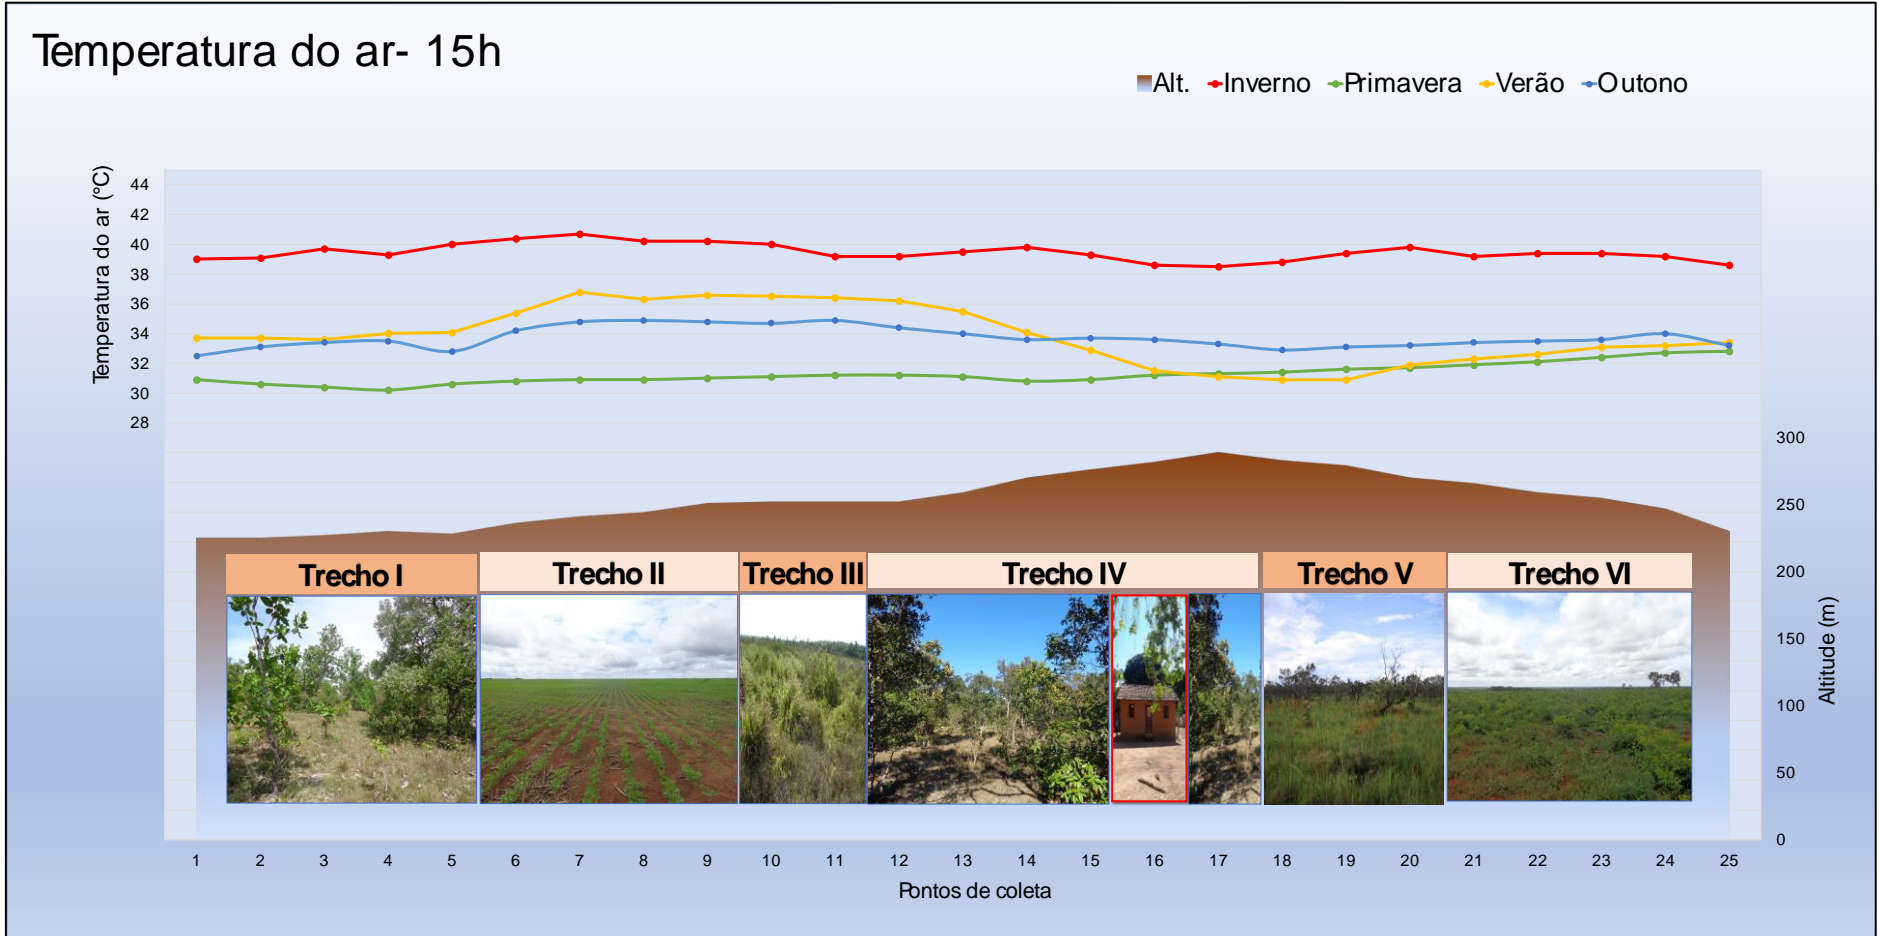 Temperatura do ar- 15h
Alt. Inverno Primavera Verão Outono
Temperatura do ar (°C)
44
42
40
38
36
34
32
30
28
300
250
200
150
100
50
0
Altitude (m)
Trecho I Trecho II Trecho III Trecho IV Trecho V Trecho VI
1 2 3 4 5 6 7 8 9 10 11 12 13 14 15 16 17 18 19 20 21 22 23 24 25
Pontos de coleta